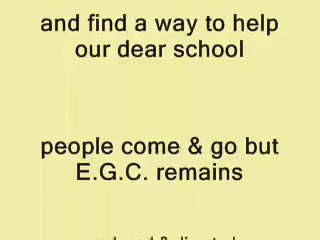 and find a way to help
our dear school
people come & go but
E.G.C. remains